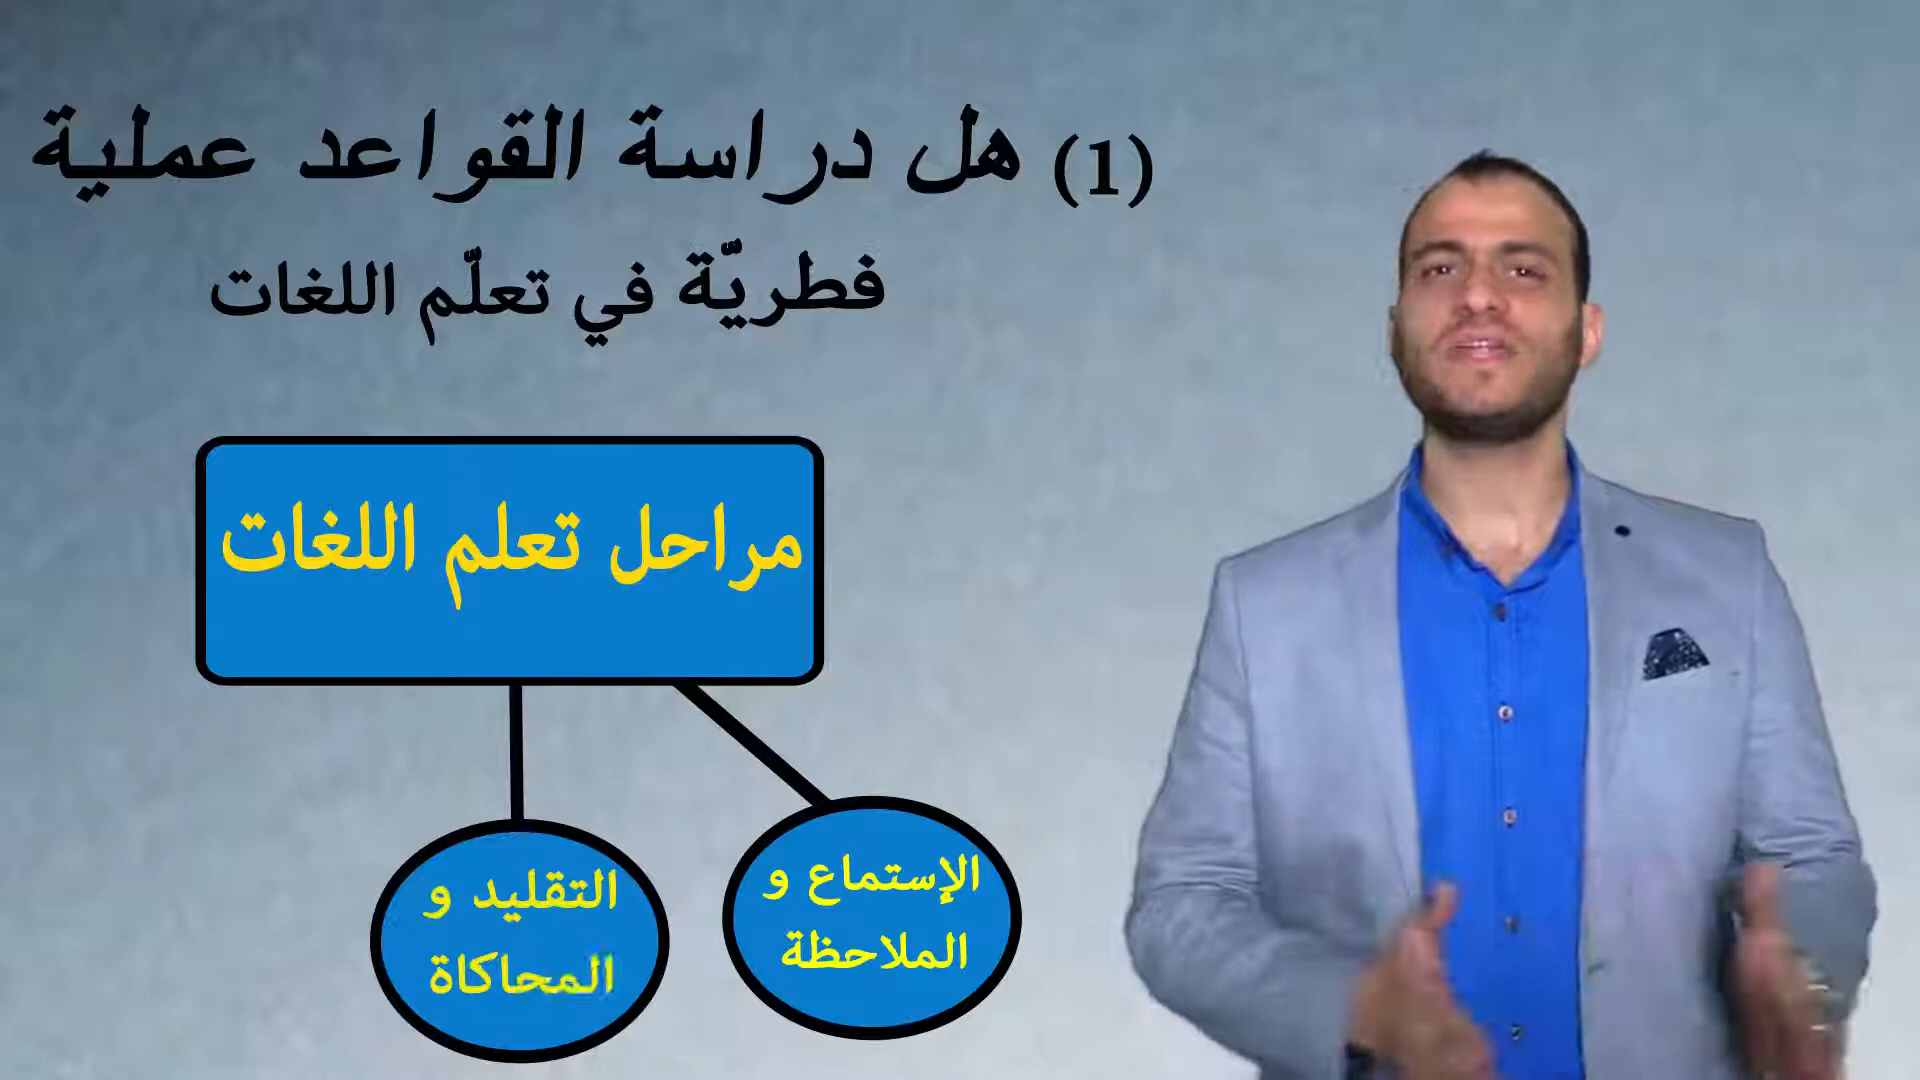 (1) هل دراسة القواعد عملية
فطريّة في تعلّم اللغات
مراحل تعلم اللغات
الإستماع و
الملاحظة
التقليد و
المحاكاة